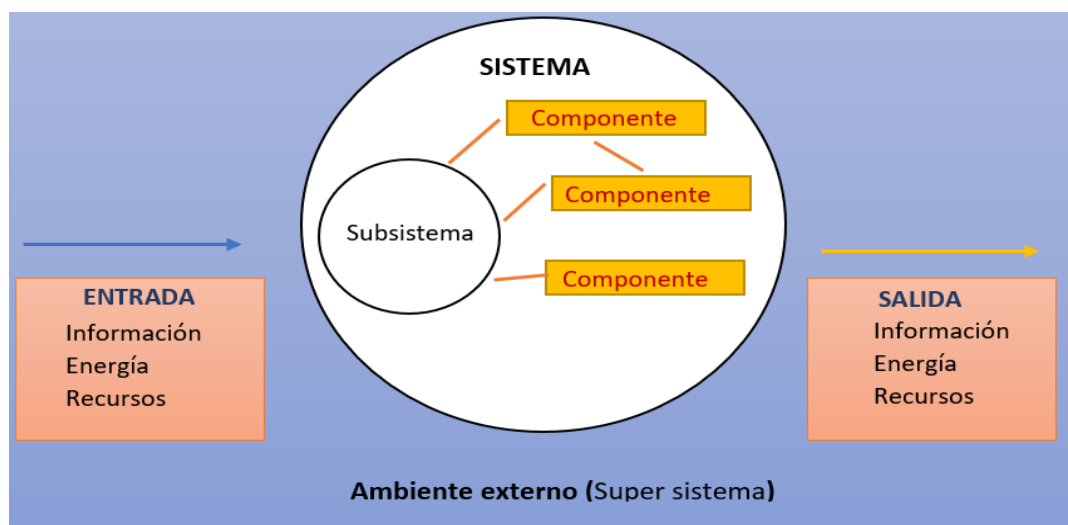 SISTEMA
Componente
Componente
Subsistema
Componente
ENTRADA
Información
Energía
Recursos
SALIDA
Información
Energía
Recursos
Ambiente externo (Super sistema)